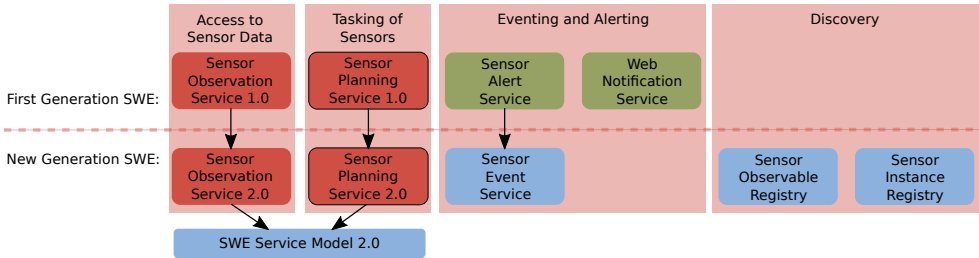 Access to
Sensor Data
Tasking of
Sensors
Eventing and Alerting
Discovery
First Generation SWE:
Sensor
Observation
Service 1.0
Sensor
Planning
Service 1.0
Sensor
Alert
Service
Web
Notification
Service
New Generation SWE:
Sensor
Observation
Service 2.0
Sensor
Planning
Service 2.0
Sensor
Event
Service
Sensor
Observable
Registry
Sensor
Instance
Registry
SWE Service Model 2.0